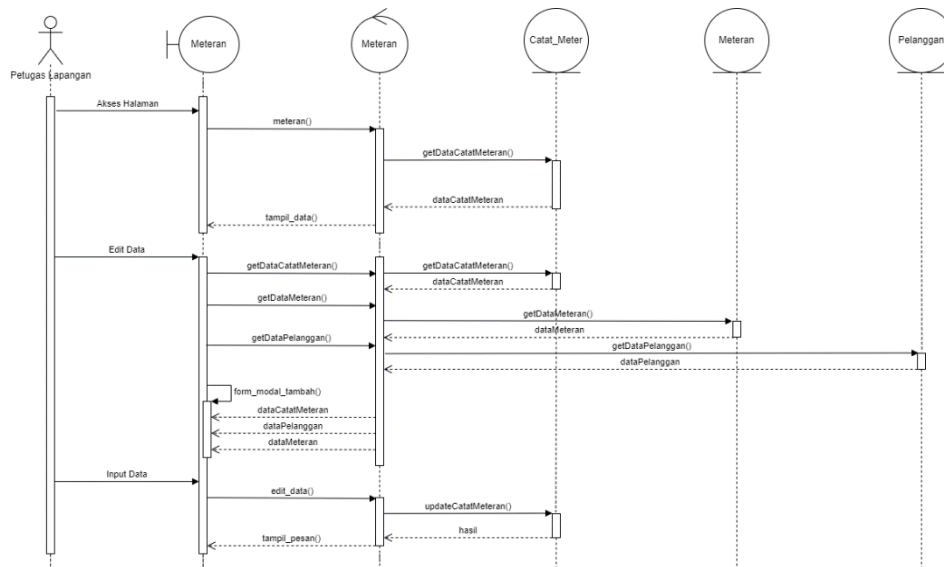 Meteran
Meteran
Catat_Meter
Meteran
Pelanggan
Petugas Lapangan
Akses Halaman
meteran()
getDataCatatMeteran()
dataCatatMeteran
tampil_data()
Edit Data
getDataCatatMeteran()
getDataCatatMeteran()
dataCatatMeteran
getDataMeteran()
getDataMeteran()
dataMeteran
getDataPelanggan()
getDataPelanggan()
dataPelanggan
form_modal_tambah()
dataCatatMeteran
dataPelanggan
dataMeteran
Input Data
edit_data()
updateCatatMeteran()
hasil
tampil_pesan()